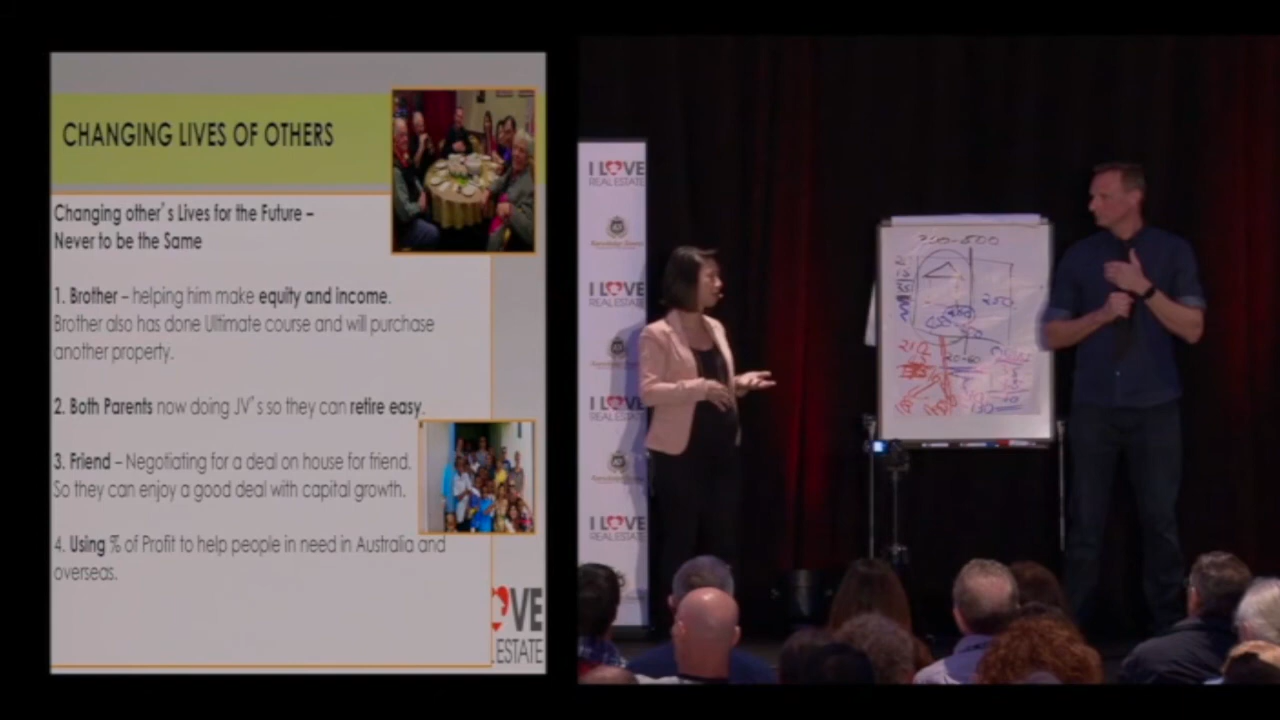 CHANGING LIVES OF OTHERS
Changing other's Lives for the Future –
Never to be the Same
1. Brother – helping him make equity and income.
Brother also has done Ultimate course and will purchase
another property.
2. Both Parents now doing JV's so they can retire easy.
3. Friend – Negotiating for a deal on house for friend.
So they can enjoy a good deal with capital growth.
4. Using % of Profit to help people in need in Australia and
overseas.
VE
ESTATE
I LOVE
REAL ESTATE
I LOVE
REAL ESTATE
I LOVE
REAL ESTATE
I LOVE
REAL ESTATE
250